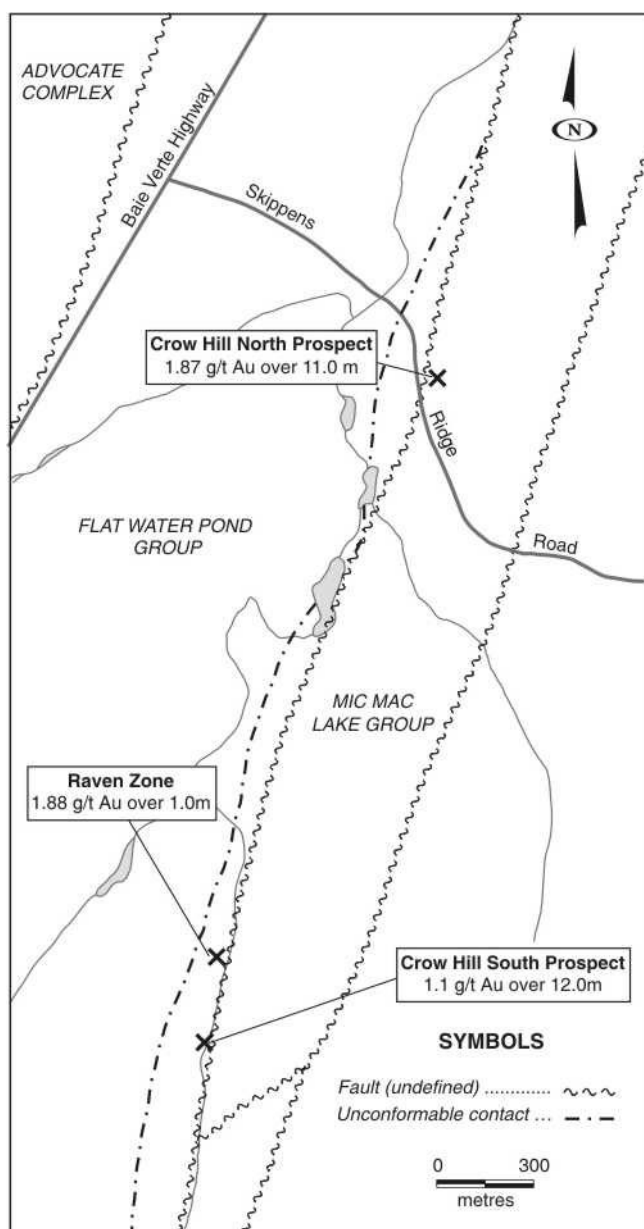 ADVOCATE
COMPLEX
Baie Verte Highway
N
Skippens
Crow Hill North Prospect
1.87 g/t Au over 11.0 m
Ridge
Road
FLAT WATER POND
GROUP
MIC MAC
LAKE GROUP
Raven Zone
1.88 g/t Au over 1.0m
Crow Hill South Prospect
1.1 g/t Au over 12.0m
SYMBOLS
Fault (undefined) .............
Unconformable contact ...
0 300
metres